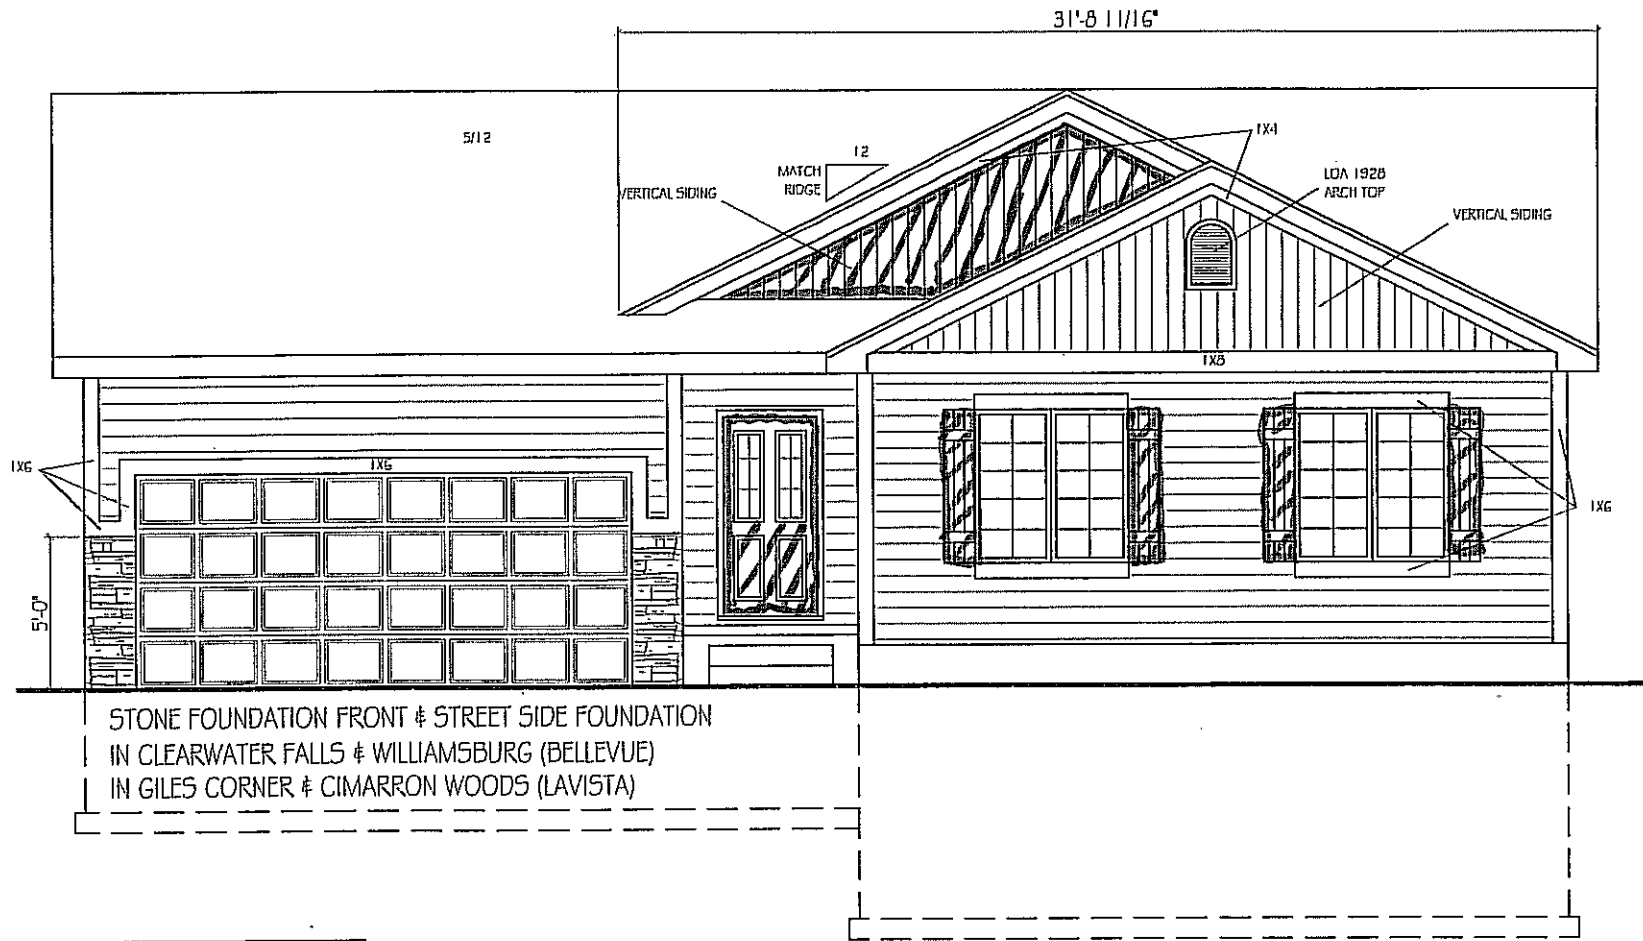 31'-8 11/16"
5/12
12
MATCH
RIDGE
1X4
LDA 1928
ARCH TOP
VERTICAL SIDING
VERTICAL SIDING
1X8
1X6
1X6
1X6
5'-0"
STONE FOUNDATION FRONT & STREET SIDE FOUNDATION
IN CLEARWATER FALLS & WILLIAMSBURG (BELLEVUE)
IN GILES CORNER & CIMARRON WOODS (LAVISTA)